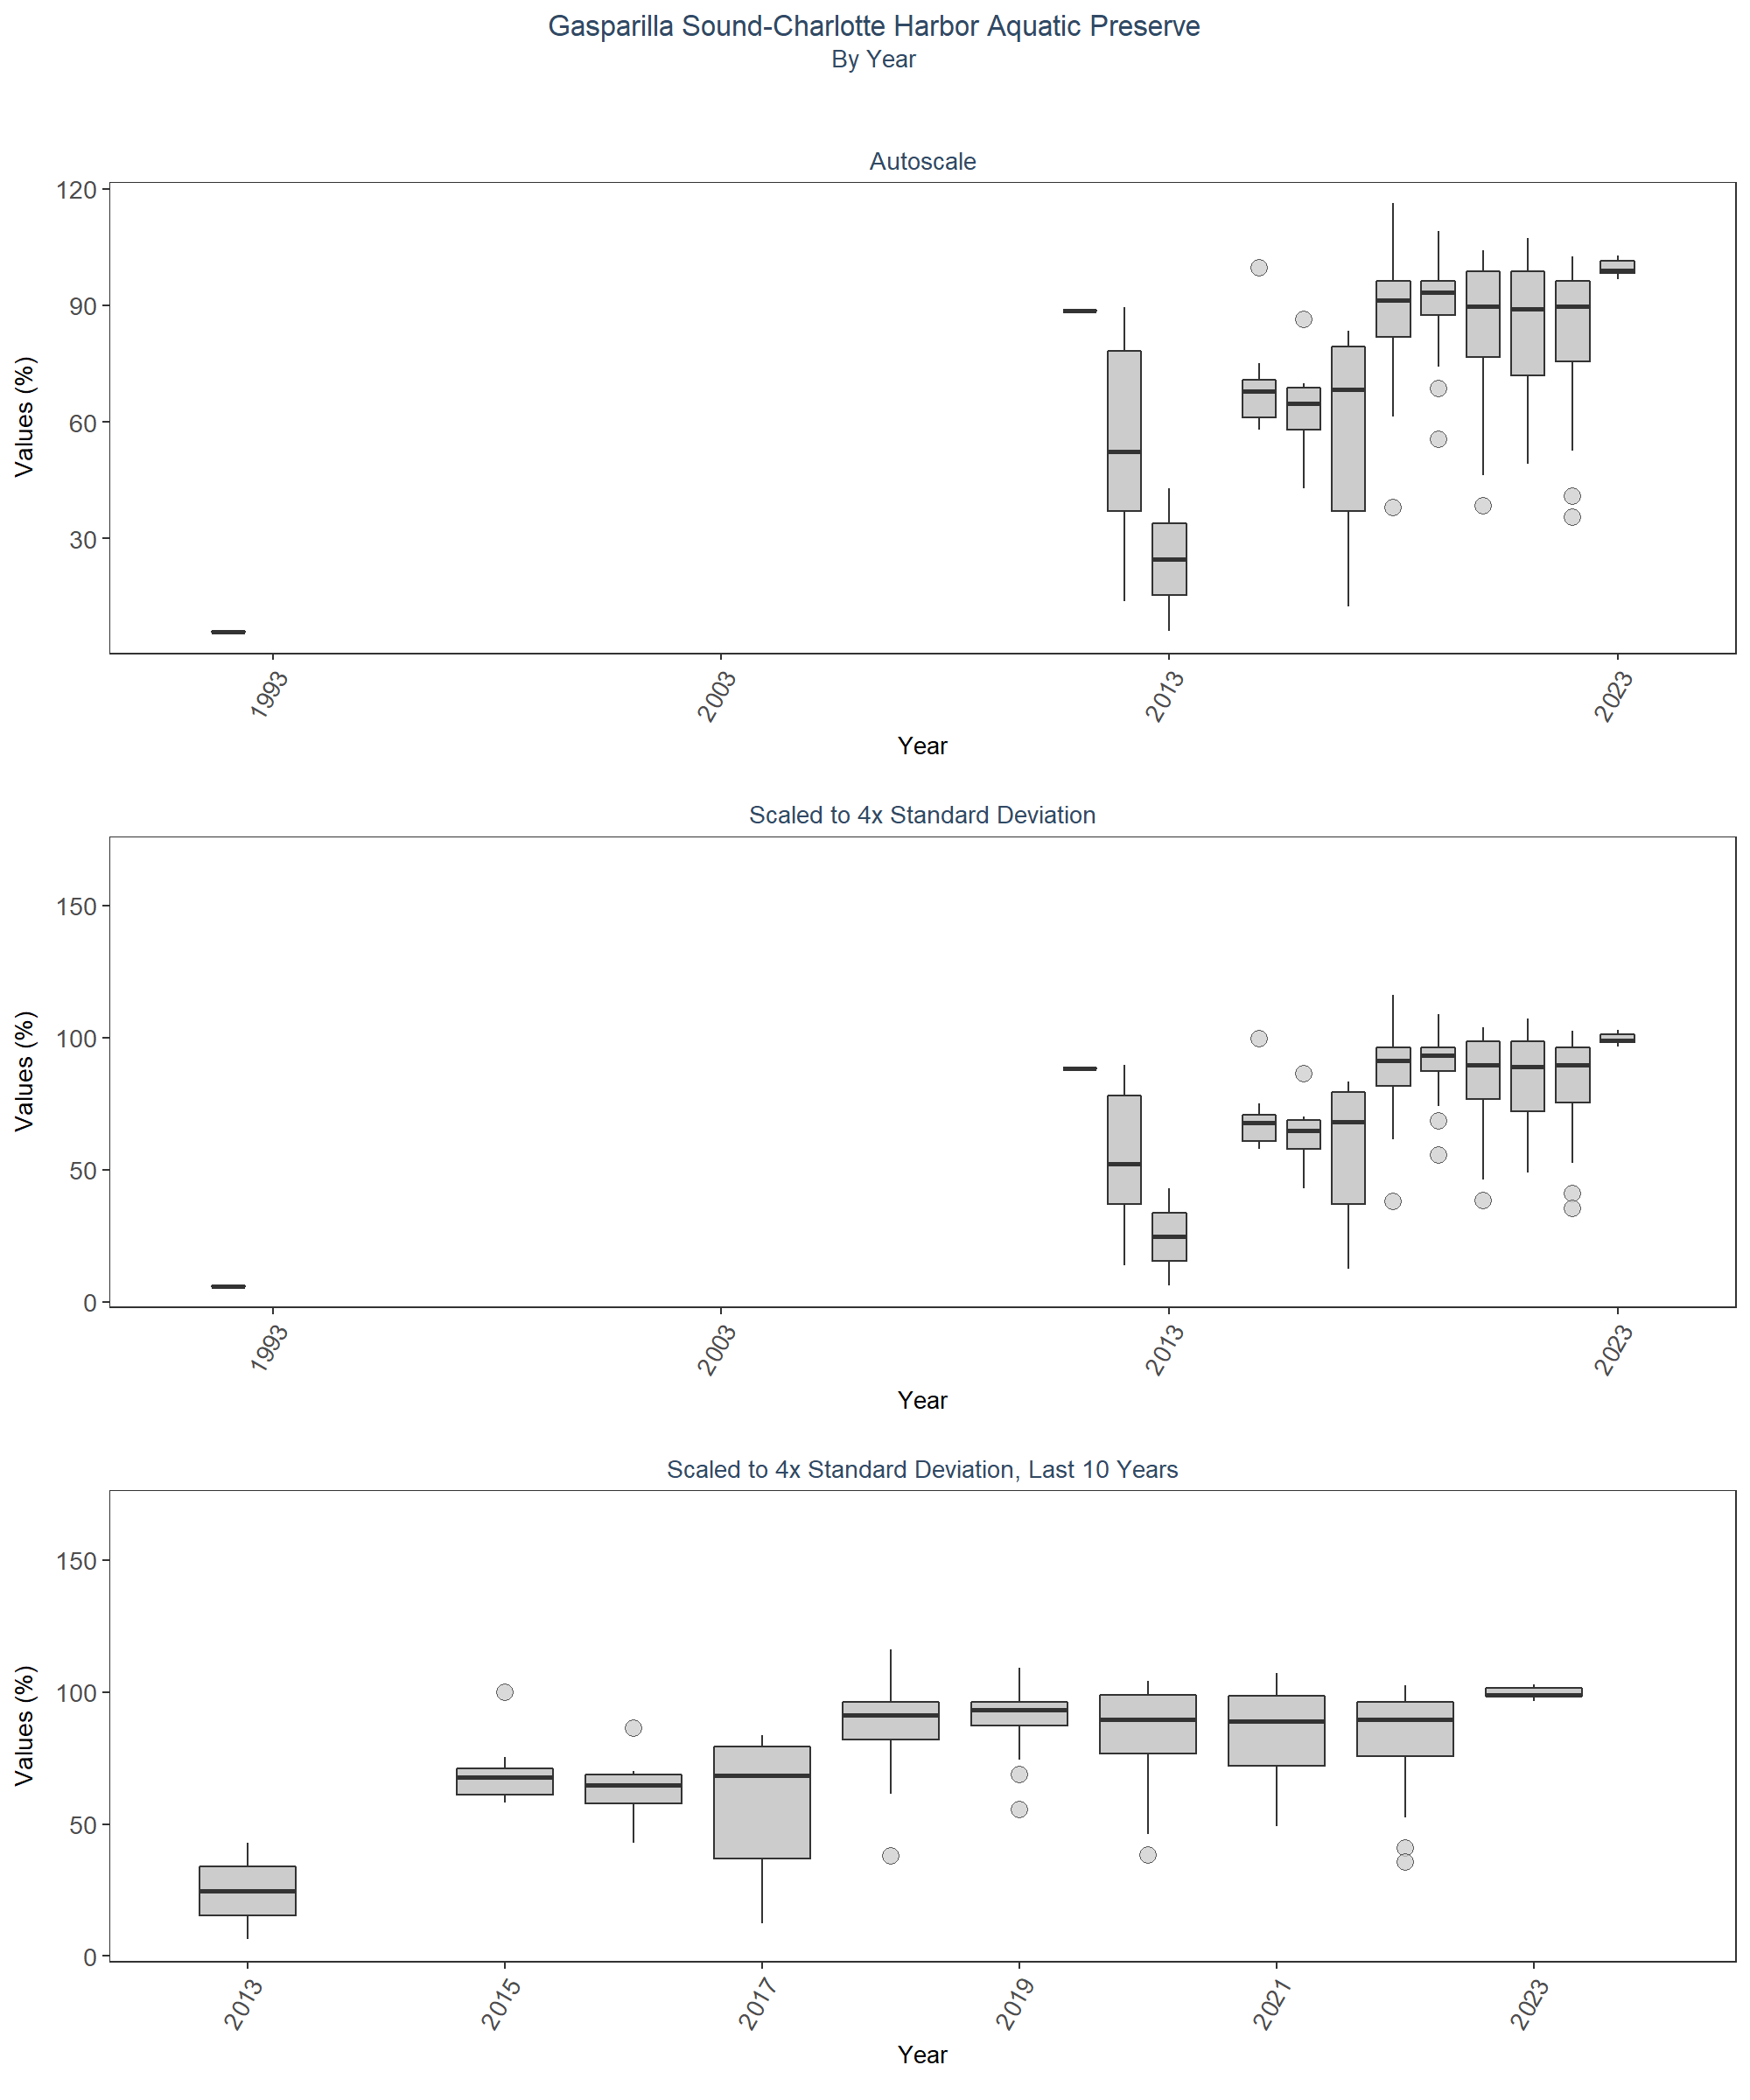 Gasparilla Sound-Charlotte Harbor Aquatic Preserve
By Year
Autoscale
120
90
60
30
Values (%)
1993
2003
2013
2023
Year
Scaled to 4x Standard Deviation
150
100
50
0
Values (%)
1993
2003
2013
2023
Year
Scaled to 4x Standard Deviation, Last 10 Years
150
100
50
0
Values (%)
2013
2015
2017
2019
2021
2023
Year